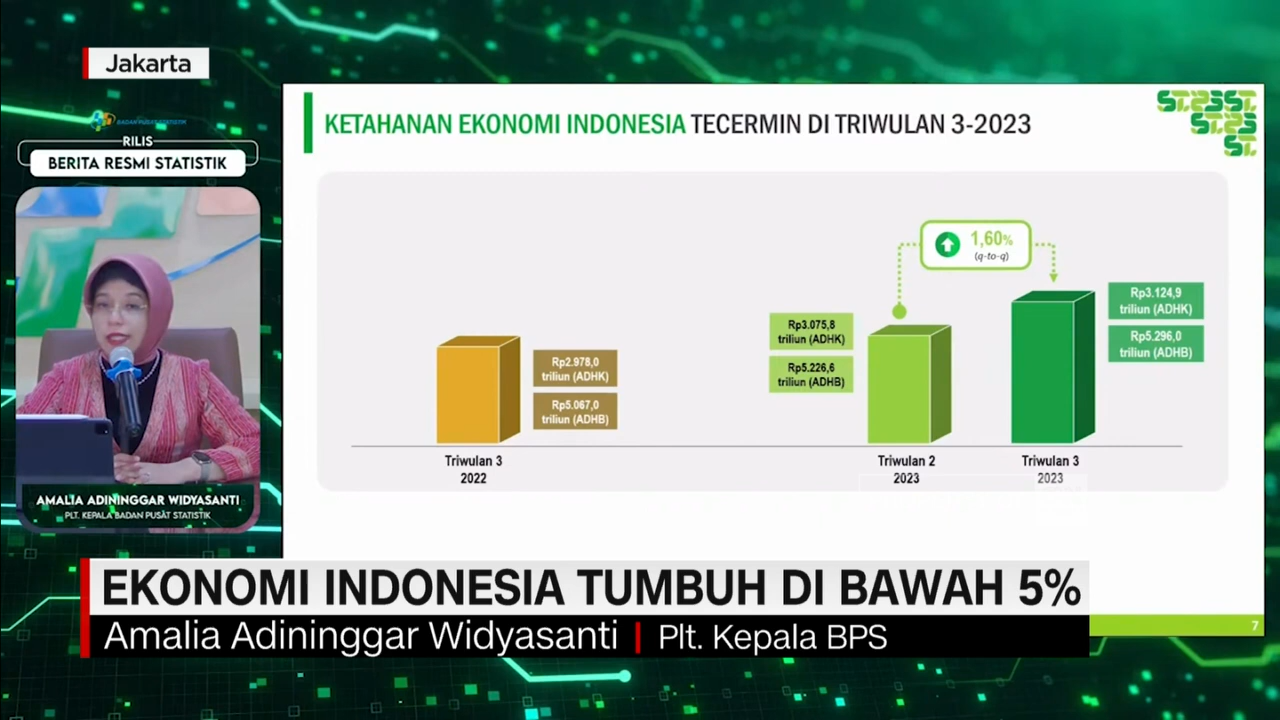 Jakarta
BADAN PUSAT STATISTIK
RILIS
BERITA RESMI STATISTIK
AMALIA ADININGGAR WIDYASANTI
PLT. KEPALA BADAN PUSAT STATISTIK
KETAHANAN EKONOMI INDONESIA TECERMIN DI TRIWULAN 3-2023
1,60%
(q-to-q)
Rp2.978,0
triliun (ADHK)
Rp5.067,0
triliun (ADHB)
Rp3.075,8
triliun (ADHK)
Rp5.226,6
triliun (ADHB)
Rp3.124,9
triliun (ADHK)
Rp5.296,0
triliun (ADHB)
Triwulan 3
2022
Triwulan 2
2023
Triwulan 3
2023
7
EKONOMI INDONESIA TUMBUH DI BAWAH 5%
Amalia Adininggar Widyasanti | Plt. Kepala BPS